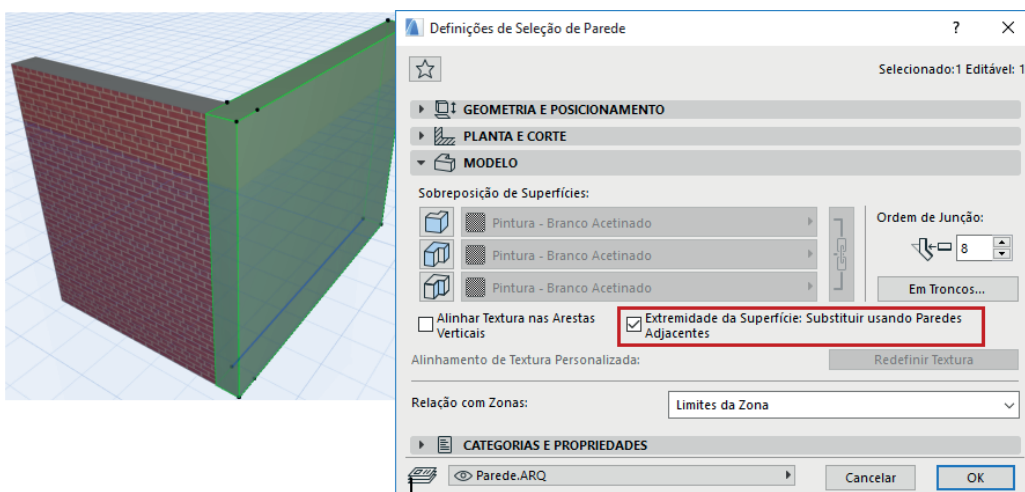 Definições de Seleção de Parede
?
Selecionado:1 Editável: 1
GEOMETRIA E POSICIONAMENTO
PLANTA E CORTE
MODELO
Sobreposição de Superfícies:
Pintura - Branco Acetinado
Pintura - Branco Acetinado
Pintura - Branco Acetinado
Ordem de Junção:
8
Em Troncos...
Alinhar Textura nas Arestas
Verticais
Extremidade da Superfície: Substituir usando Paredes
Adjacentes
Alinhamento de Textura Personalizada:
Redefinir Textura
Relação com Zonas:
Limites da Zona
CATEGORIAS E PROPRIEDADES
Parede.ARQ
Cancelar
OK